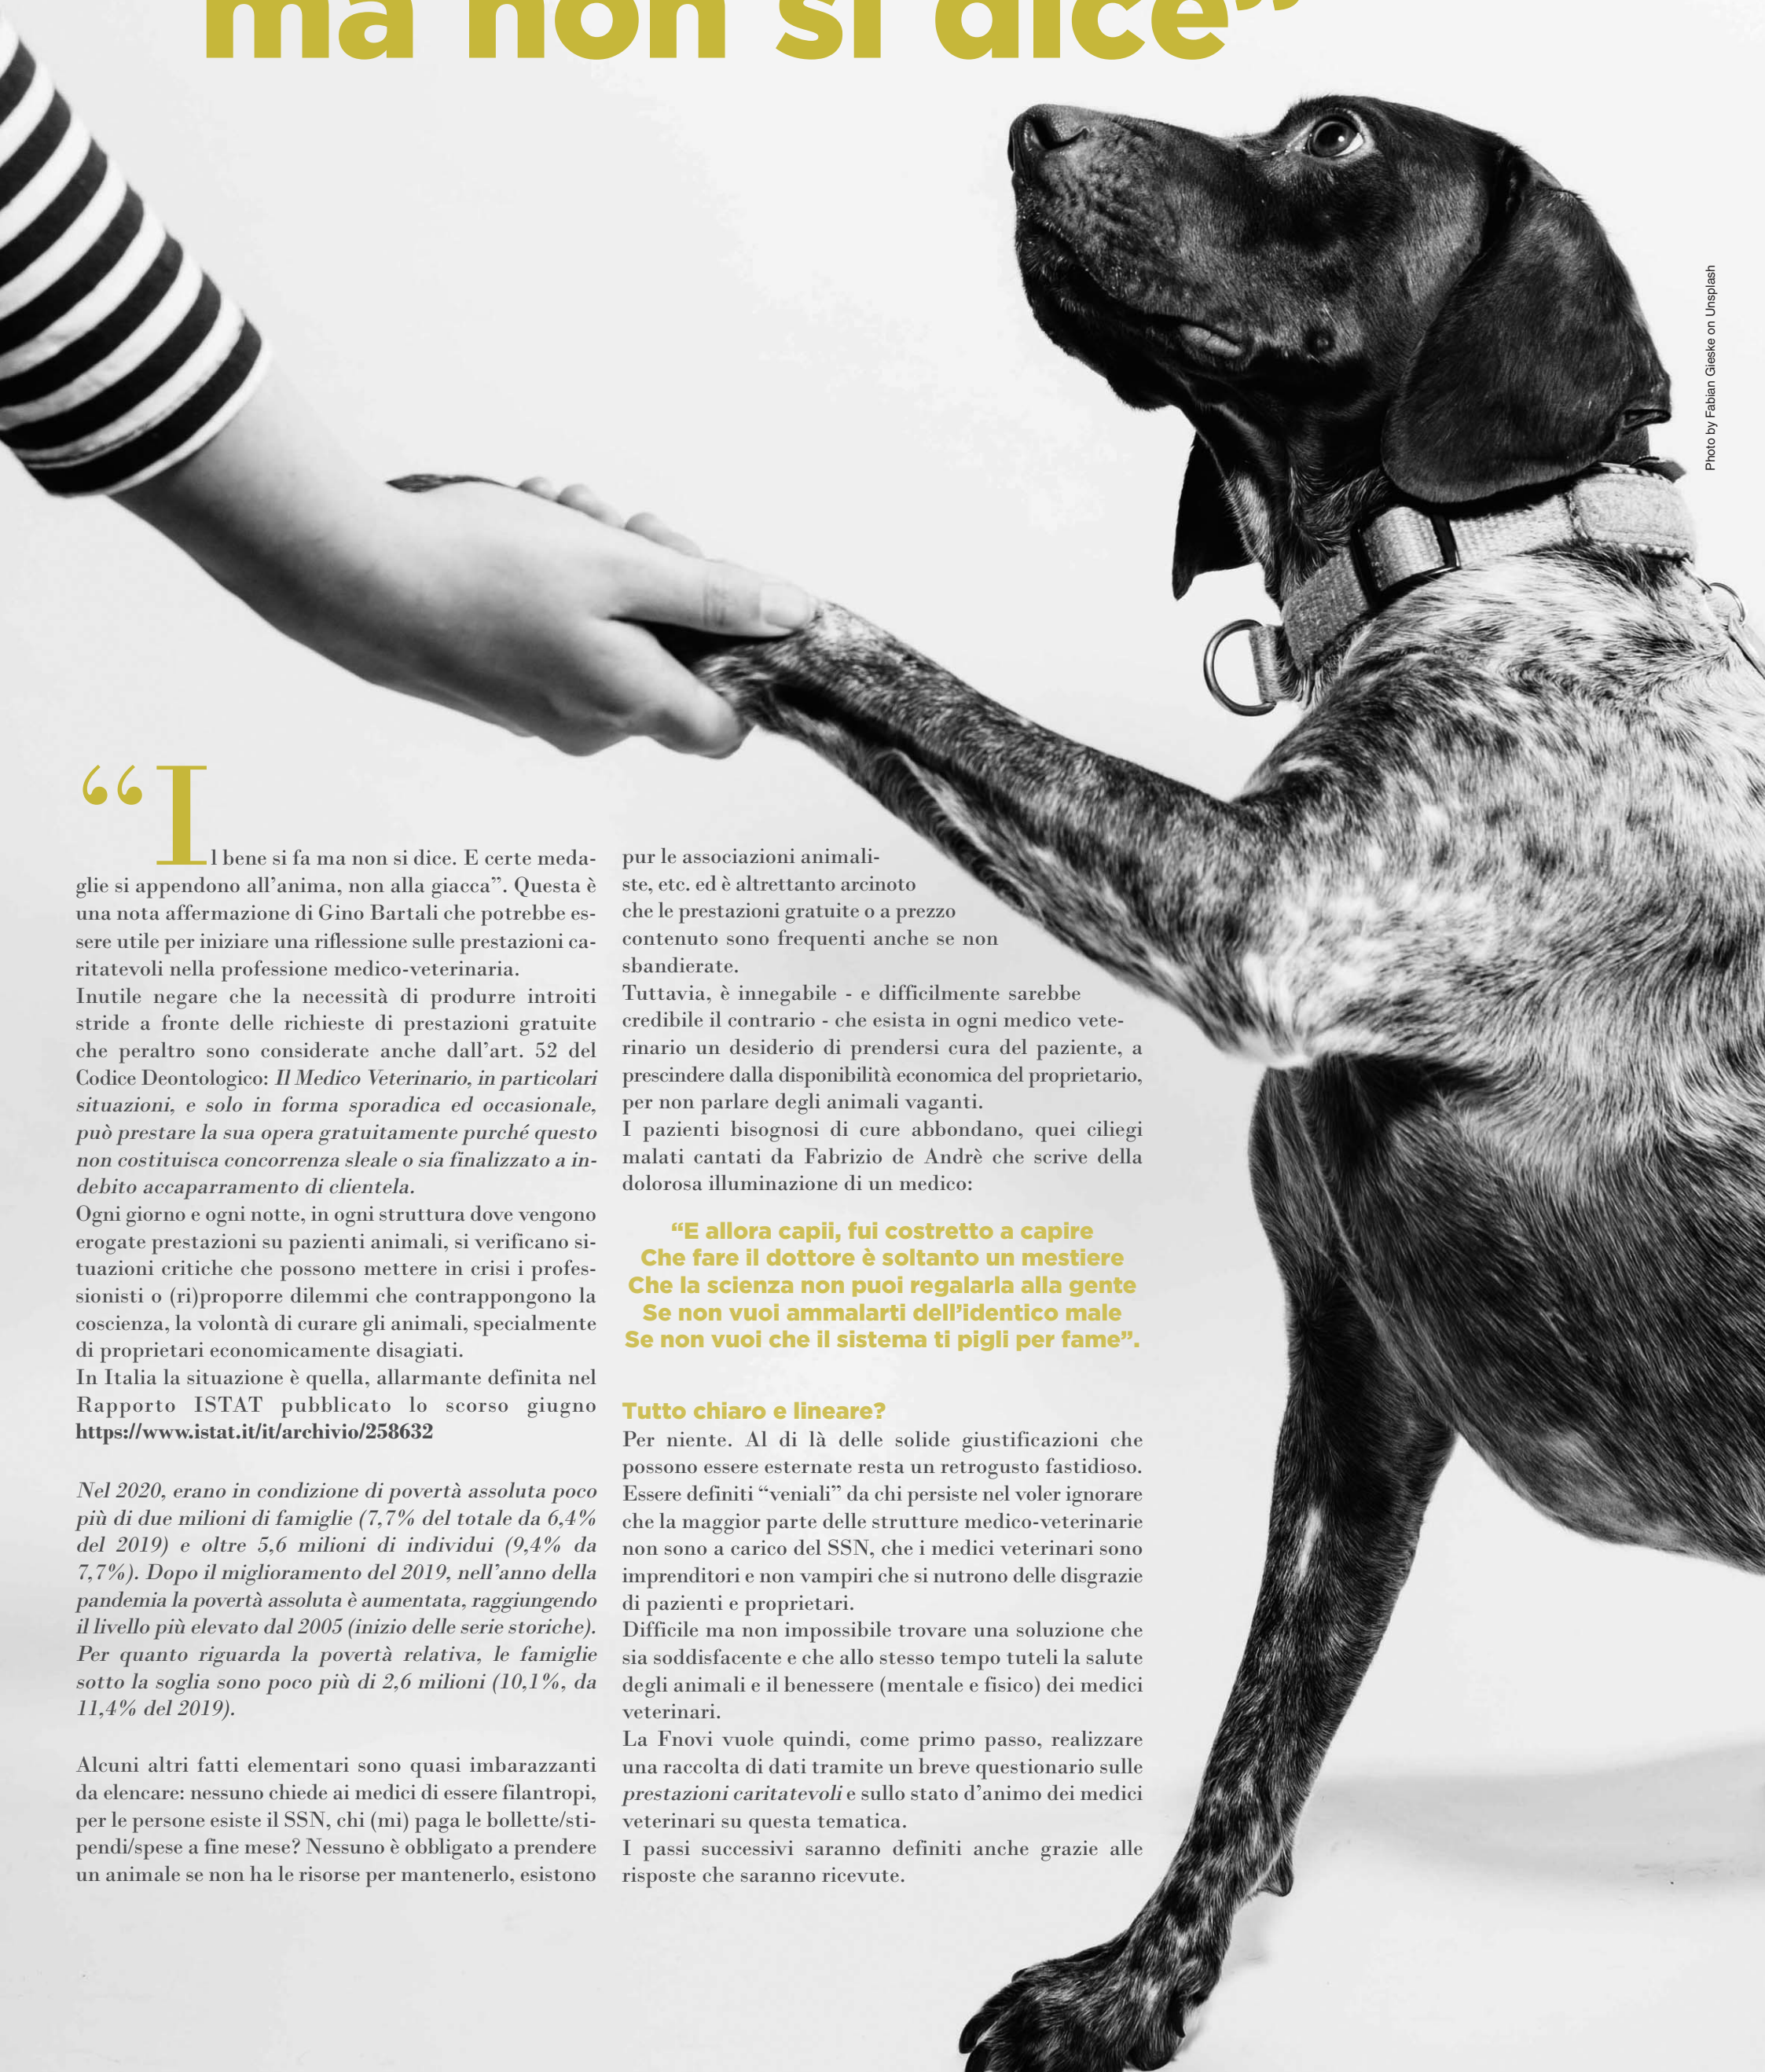 ma non si dice”
Photo by Fabian Gieske on Unsplash
“Il bene si fa ma non si dice. E certe meda-
glie si appendono all’anima, non alla giacca”. Questa è
una nota affermazione di Gino Bartali che potrebbe es-
sere utile per iniziare una riflessione sulle prestazioni ca-
ritatevoli nella professione medico-veterinaria.
Inutile negare che la necessità di produrre introiti
stride a fronte delle richieste di prestazioni gratuite
che peraltro sono considerate anche dall’art. 52 del
Codice Deontologico: Il Medico Veterinario, in particolari
situazioni, e solo in forma sporadica ed occasionale,
può prestare la sua opera gratuitamente purché questo
non costituisca concorrenza sleale o sia finalizzato a in-
debito accaparramento di clientela.
Ogni giorno e ogni notte, in ogni struttura dove vengono
erogate prestazioni su pazienti animali, si verificano si-
tuazioni critiche che possono mettere in crisi i profes-
sionisti o (ri)proporre dilemmi che contrappongono la
coscienza, la volontà di curare gli animali, specialmente
di proprietari economicamente disagiati.
In Italia la situazione è quella, allarmante definita nel
Rapporto ISTAT pubblicato lo scorso giugno
https://www.istat.it/it/archivio/258632
Nel 2020, erano in condizione di povertà assoluta poco
più di due milioni di famiglie (7,7% del totale da 6,4%
del 2019) e oltre 5,6 milioni di individui (9,4% da
7,7%). Dopo il miglioramento del 2019, nell’anno della
pandemia la povertà assoluta è aumentata, raggiungendo
il livello più elevato dal 2005 (inizio delle serie storiche).
Per quanto riguarda la povertà relativa, le famiglie
sotto la soglia sono poco più di 2,6 milioni (10,1%, da
11,4% del 2019).
Alcuni altri fatti elementari sono quasi imbarazzanti
da elencare: nessuno chiede ai medici di essere filantropi,
per le persone esiste il SSN, chi (mi) paga le bollette/sti-
pendi/spese a fine mese? Nessuno è obbligato a prendere
un animale se non ha le risorse per mantenerlo, esistono
pur le associazioni animali-
ste, etc. ed è altrettanto arcinoto
che le prestazioni gratuite o a prezzo
contenuto sono frequenti anche se non
sbandierate.
Tuttavia, è innegabile - e difficilmente sarebbe
credibile il contrario - che esista in ogni medico vete-
rinario un desiderio di prendersi cura del paziente, a
prescindere dalla disponibilità economica del proprietario,
per non parlare degli animali vaganti.
I pazienti bisognosi di cure abbondano, quei ciliegi
malati cantati da Fabrizio de Andrè che scrive della
dolorosa illuminazione di un medico:
“E allora capii, fui costretto a capire
Che fare il dottore è soltanto un mestiere
Che la scienza non puoi regalarla alla gente
Se non vuoi ammalarti dell’identico male
Se non vuoi che il sistema ti pigli per fame”.
Tutto chiaro e lineare?
Per niente. Al di là delle solide giustificazioni che
possono essere esternate resta un retrogusto fastidioso.
Essere definiti “veniali” da chi persiste nel voler ignorare
che la maggior parte delle strutture medico-veterinarie
non sono a carico del SSN, che i medici veterinari sono
imprenditori e non vampiri che si nutrono delle disgrazie
di pazienti e proprietari.
Difficile ma non impossibile trovare una soluzione che
sia soddisfacente e che allo stesso tempo tuteli la salute
degli animali e il benessere (mentale e fisico) dei medici
veterinari.
La Fnovi vuole quindi, come primo passo, realizzare
una raccolta di dati tramite un breve questionario sulle
prestazioni caritatevoli e sullo stato d’animo dei medici
veterinari su questa tematica.
I passi successivi saranno definiti anche grazie alle
risposte che saranno ricevute.